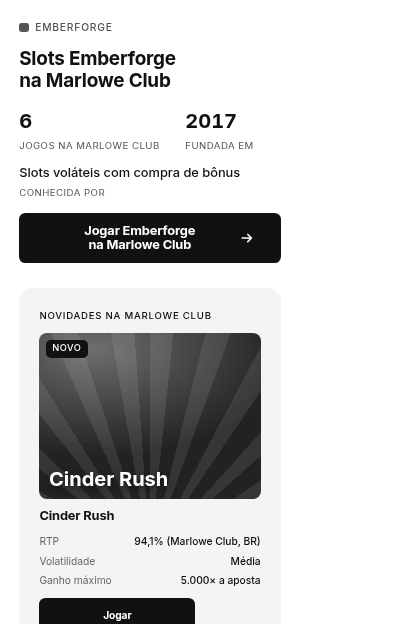 EMBERFORGE
Slots Emberforge
na Marlowe Club
6
JOGOS NA MARLOWE CLUB
2017
FUNDADA EM
Slots voláteis com compra de bônus
CONHECIDA POR
Jogar Emberforge
na Marlowe Club
→
NOVIDADES NA MARLOWE CLUB
NOVO
Cinder Rush
Cinder Rush
RTP 94,1% (Marlowe Club, BR)
Volatilidade Média
Ganho máximo 5.000× a aposta
Jogar